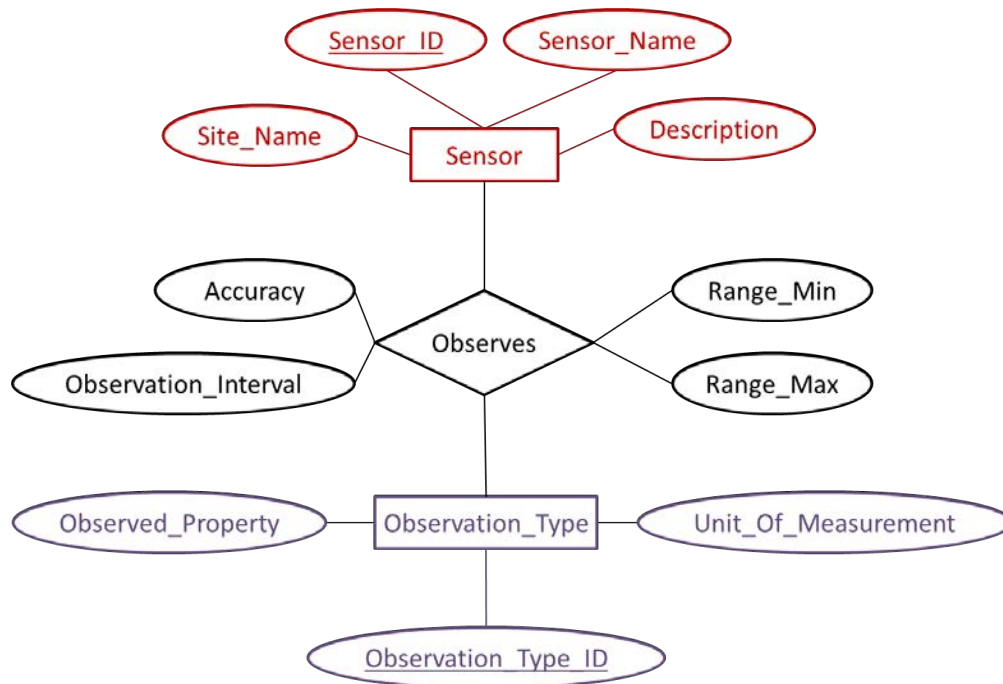 Sensor_ID
Sensor_Name
Site_Name
Description
Sensor
Accuracy
Range_Min
Observes
Observation_Interval
Range_Max
Observed_Property
Observation_Type
Unit_Of_Measurement
Observation_Type_ID